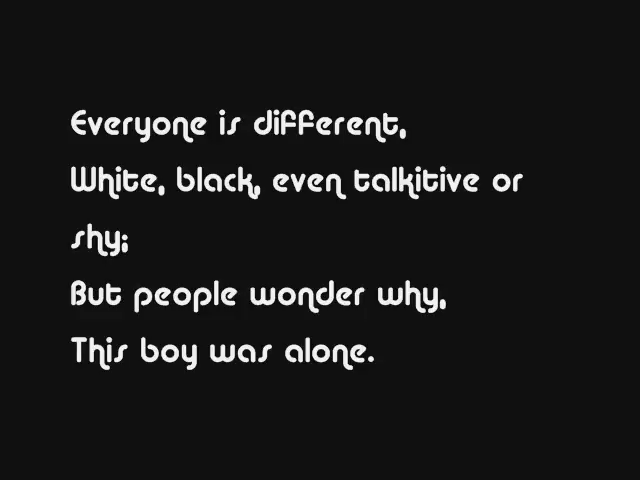 Everyone is different,
White, black, even talkitive or
shy;
But people wonder why,
This boy was alone.